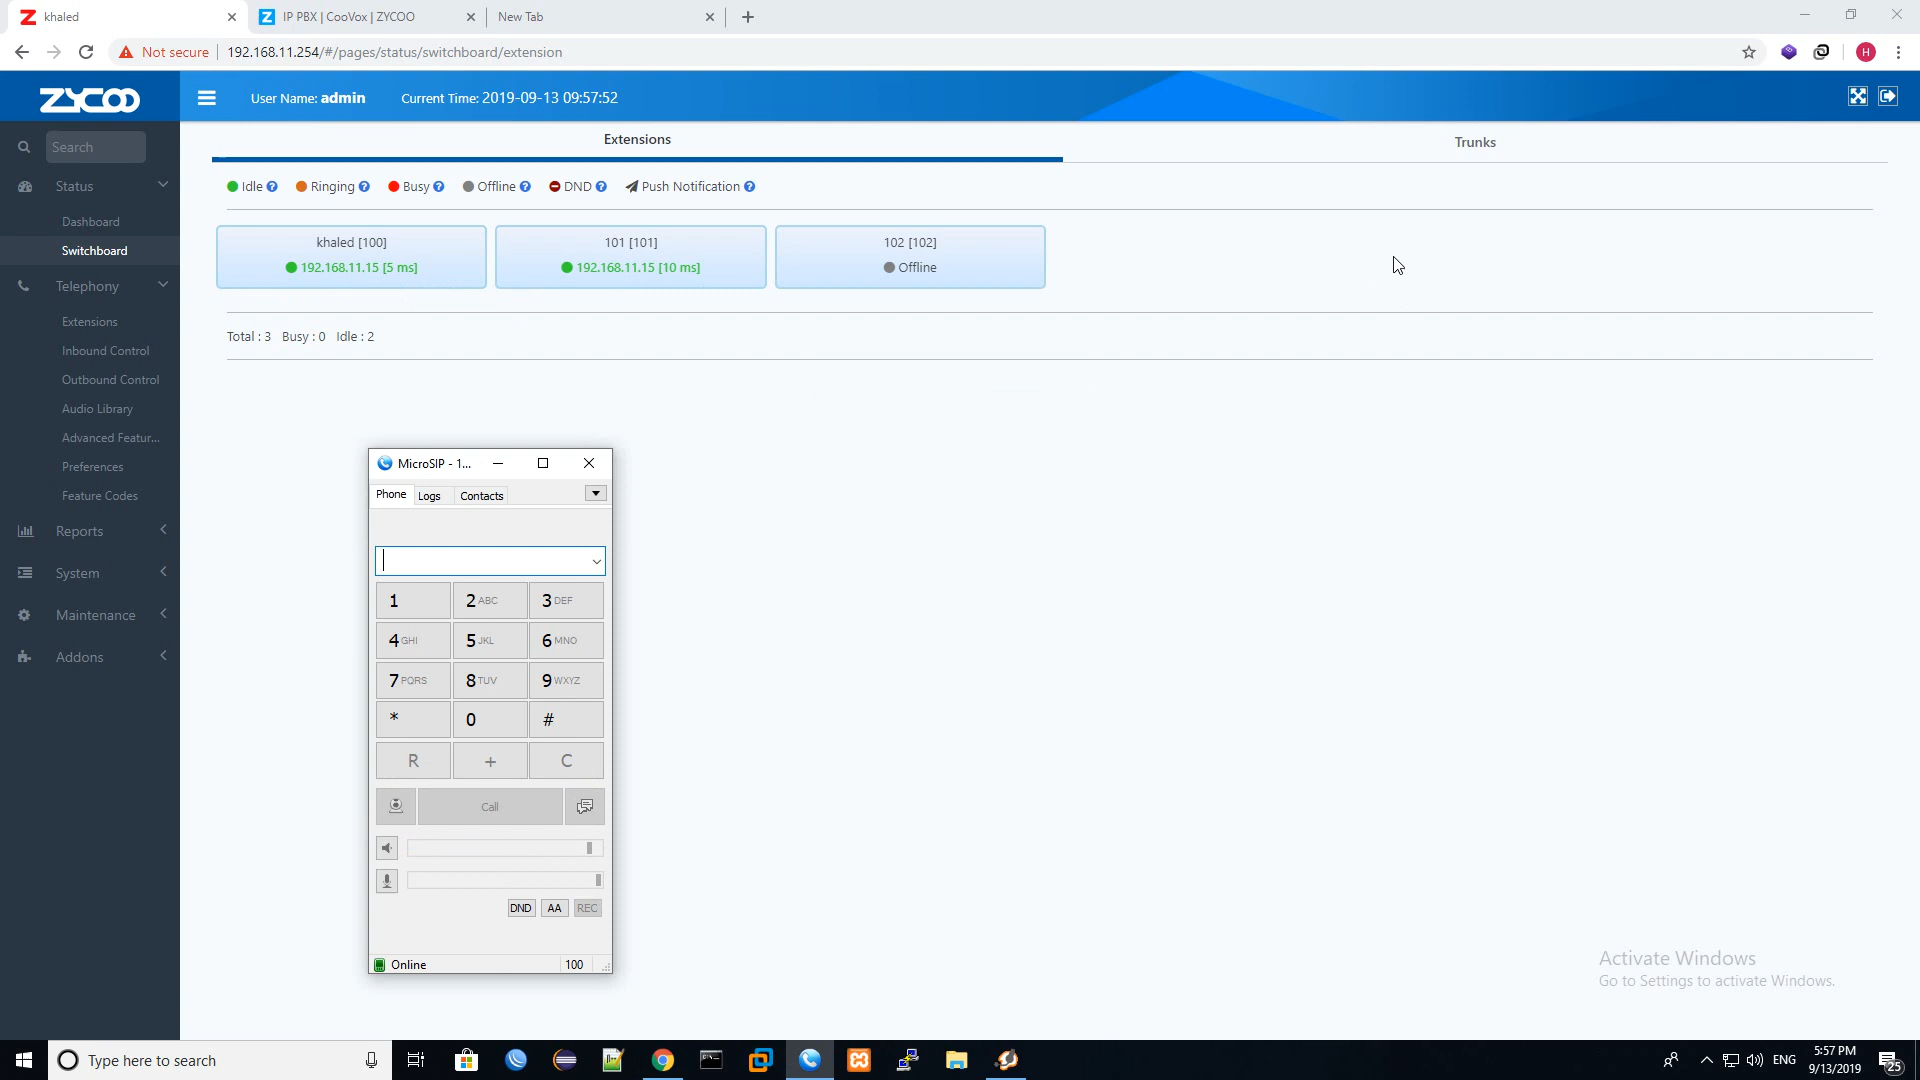 khaled
IP PBX | CooVox | ZYCOO
New Tab
Not secure
192.168.11.254/#/pages/status/switchboard/extension
H
ZYCOO
User Name: admin
Current Time: 2019-09-13 09:57:52
Search
Status
Dashboard
Switchboard
Telephony
Extensions
Inbound Control
Outbound Control
Audio Library
Advanced Featur...
Preferences
Feature Codes
Reports
System
Maintenance
Addons
Extensions
Trunks
Idle ? Ringing ? Busy ? Offline ? DND ? Push Notification ?
khaled [100]
192.168.11.15 [5 ms]
101 [101]
192.168.11.15 [10 ms]
102 [102]
Offline
Total : 3 Busy : 0 Idle : 2
MicroSIP - 1...
Phone Logs Contacts
1 2 ABC 3 DEF
4 GHI 5 JKL 6 MNO
7 PQRS 8 TUV 9 WXYZ
* 0 #
R + C
Call
DND AA REC
Online 100
Activate Windows
Go to Settings to activate Windows.
Type here to search
ENG
5:57 PM
9/13/2019
25